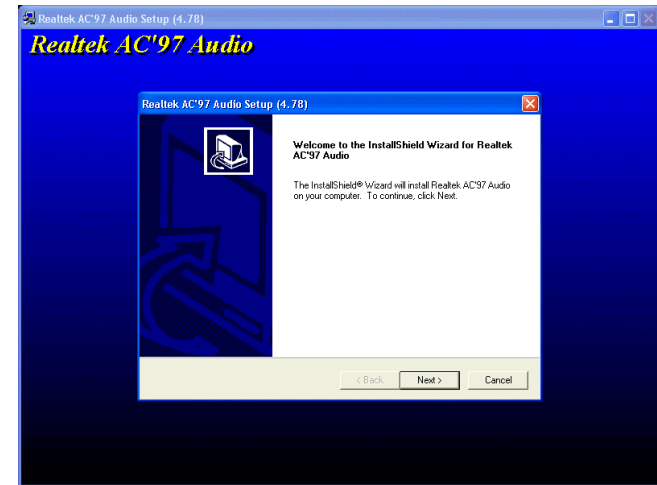 Realtek AC'97 Audio Setup (4.78)
Realtek AC'97 Audio
Realtek AC'97 Audio Setup (4.78)
Welcome to the InstallShield Wizard for Realtek
AC'97 Audio
The InstallShield® Wizard will install Realtek AC'97 Audio
on your computer. To continue, click Next.
< Back
Next >
Cancel